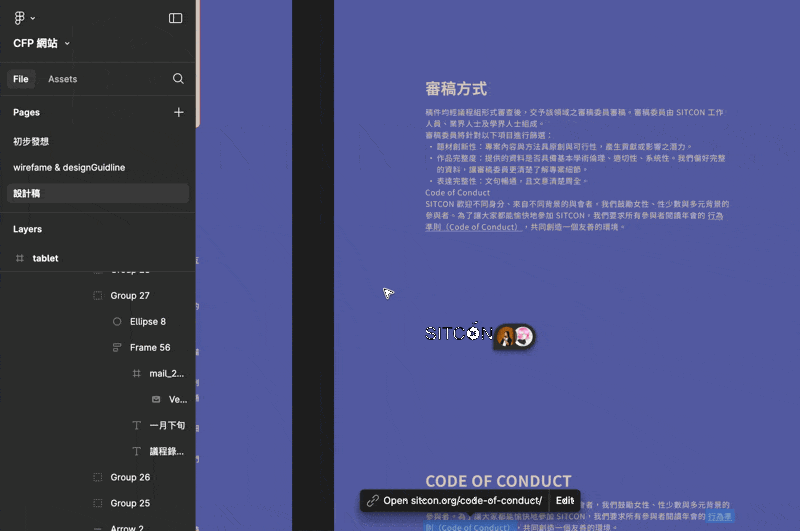 CFP 網站
File
Assets
Pages
初步發想
wirefame & designGuidline
設計稿
Layers
tablet
Group 27
Ellipse 8
Frame 56
mail_2...
Ve...
一月下旬
議程錄...
Group 26
Group 25
Arrow 2
審稿方式
稿件均經議程組形式審查後，交予該領域之審稿委員審稿。審稿委員由 SITCON 工作
人員、業界人士及學界人士組成。
審稿委員將針對以下項目進行篩選：
• 題材創新性：專案內容與方法具原創與可行性，產生貢獻或影響之潛力。
• 作品完整度：提供的資料是否具備基本學術倫理、適切性、系統性。我們偏好完整
的資料，讓審稿委員更清楚了解專案細節。
• 表達完整性：文句暢通，且文意清楚周全。
Code of Conduct
SITCON 歡迎不同身分、來自不同背景的與會者，我們鼓勵女性、性少數與多元背景的
參與者。為了讓大家都能愉快地參加 SITCON，我們要求所有參與者閱讀年會的 行為
準則（Code of Conduct），共同創造一個友善的環境。
SITCON
CODE OF CONDUCT
會者，我們鼓勵女性、性少數與多元背景的
Open sitcon.org/code-of-conduct/
Edit
參與者。為了讓大家都能愉快地參加 SITCON，我們要求所有參與者閱讀年會的 行為準
則（Code of Conduct），共同創造一個友善的環境。